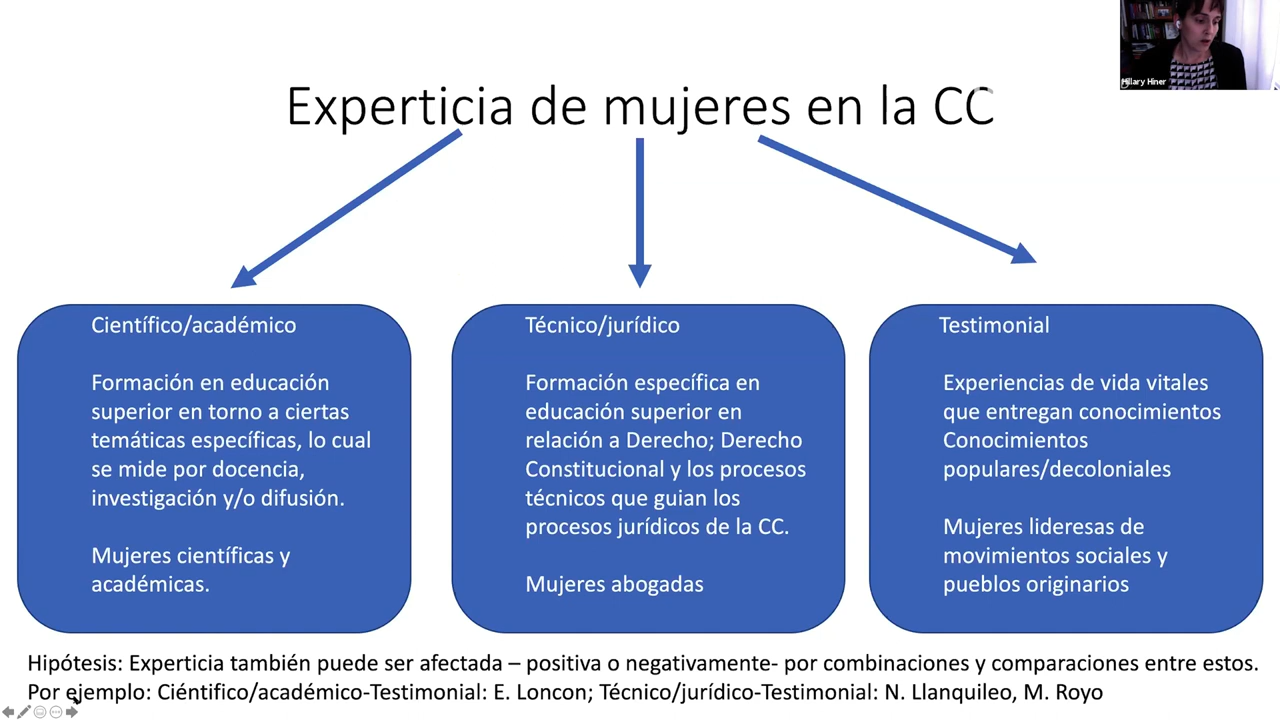 Hillary Hiner
Experticia de mujeres en la CC
Científico/académico
Formación en educación
superior en torno a ciertas
temáticas específicas, lo cual
se mide por docencia,
investigación y/o difusión.
Mujeres científicas y
académicas.
Técnico/jurídico
Formación específica en
educación superior en
relación a Derecho; Derecho
Constitucional y los procesos
técnicos que guian los
procesos jurídicos de la CC.
Mujeres abogadas
Testimonial
Experiencias de vida vitales
que entregan conocimientos
Conocimientos
populares/decoloniales
Mujeres lideresas de
movimientos sociales y
pueblos originarios
Hipótesis: Experticia también puede ser afectada – positiva o negativamente- por combinaciones y comparaciones entre estos.
Por ejemplo: Ciéntifico/académico-Testimonial: E. Loncon; Técnico/jurídico-Testimonial: N. Llanquileo, M. Royo